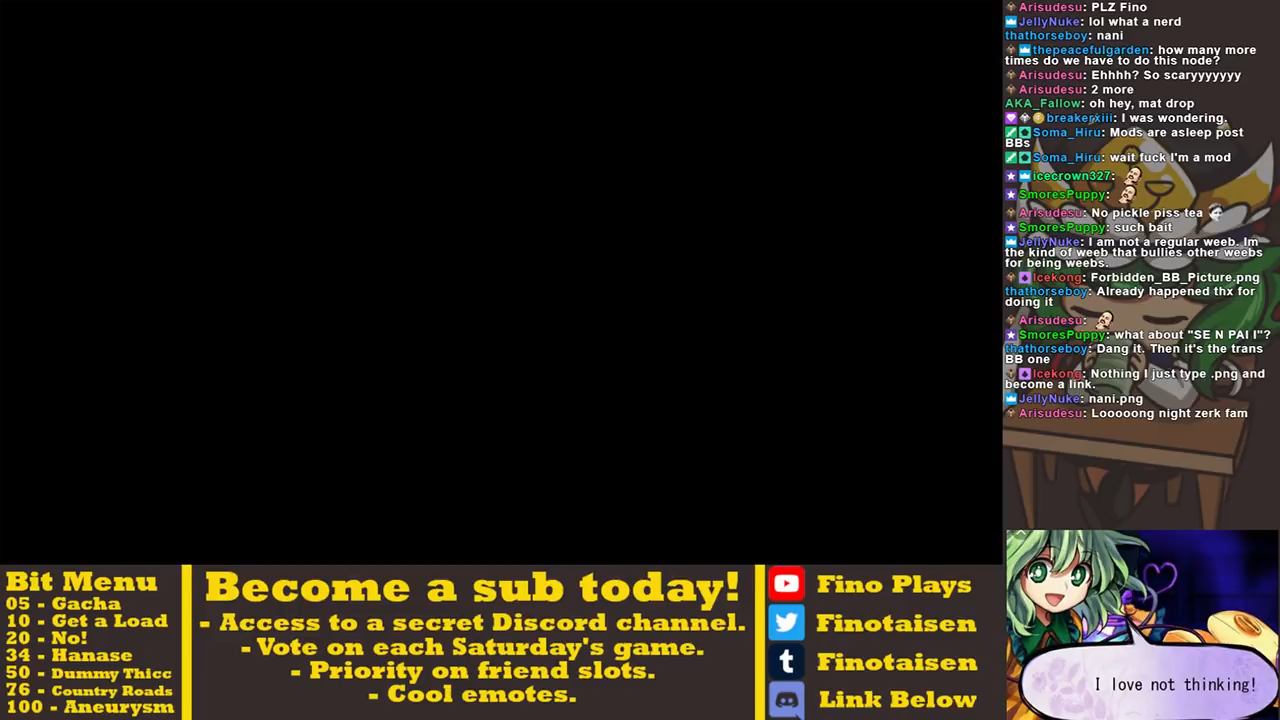 Arisudesu: PLZ Fino
JellyNuke: lol what a nerd
thathorseboy: nani
thepeacefulgarden: how many more
times do we have to do this node?
Arisudesu: Ehhhh? So scaryyyyyyy
Arisudesu: 2 more
AKA_Fallow: oh hey, mat drop
breakerxiii: I was wondering.
Soma_Hiru: Mods are asleep post
BBs
Soma_Hiru: wait fuck I'm a mod
icecrown327:
SmoresPuppy:
Arisudesu: No pickle piss tea
SmoresPuppy: such bait
JellyNuke: I am not a regular weeb. Im
the kind of weeb that bullies other weebs
for being weebs.
Icekong: Forbidden_BB_Picture.png
thathorseboy: Already happened thx for
doing it
Arisudesu:
SmoresPuppy: what about "SE N PAI I"?
thathorseboy: Dang it. Then it's the trans
BB one
Icekong: Nothing I just type .png and
become a link.
JellyNuke: nani.png
Arisudesu: Looooong night zerk fam
Bit Menu
05 - Gacha
10 - Get a Load
20 - No!
34 - Hanase
50 - Dummy Thicc
76 - Country Roads
100 - Aneurysm
Become a sub today!
- Access to a secret Discord channel.
- Vote on each Saturday's game.
- Priority on friend slots.
- Cool emotes.
Fino Plays
Finotaisen
t Finotaisen
Link Below
I love not thinking!